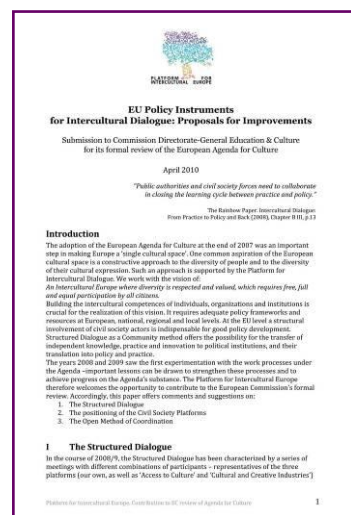 PLATFORM FOR
INTERCULTURAL EUROPE
EU Policy Instruments
for Intercultural Dialogue: Proposals for Improvements
Submission to Commission Directorate-General Education & Culture
for its formal review of the European Agenda for Culture
April 2010
"Public authorities and civil society forces need to collaborate
in closing the learning cycle between practice and policy."
The Rainbow Paper: Intercultural Dialogue:
From Practice to Policy and Back (2008), Chapter B III, p.13
Introduction
The adoption of the European Agenda for Culture at the end of 2007 was an important
step in making Europe a 'single cultural space'. One common aspiration of the European
cultural space is a constructive approach to the diversity of people and to the diversity
of their cultural expression. Such an approach is supported by the Platform for
Intercultural Dialogue. We work with the vision of:
An Intercultural Europe where diversity is respected and valued, which requires free, full
and equal participation by all citizens.
Building the intercultural competences of individuals, organisations and institutions is
crucial for the realisation of this vision. It requires adequate policy frameworks and
resources at European, national, regional and local levels. At the EU level a structural
involvement of civil society actors is indispensable for good policy development.
Structured Dialogue as a Community method offers the possibility for the transfer of
independent knowledge, practice and innovation to political institutions, and their
translation into policy and practice.
The years 2008 and 2009 saw the first experimentation with the work processes under
the Agenda –important lessons can be drawn to strengthen these processes and to
achieve progress on the Agenda's substance. The Platform for Intercultural Europe
therefore welcomes the opportunity to contribute to the European Commission's formal
review. Accordingly, this paper offers comments and suggestions on:
1. The Structured Dialogue
2. The positioning of the Civil Society Platforms
3. The Open Method of Coordination
I The Structured Dialogue
In the course of 2008/9, the Structured Dialogue has been characterized by a series of
meetings with different combinations of participants – representatives of the three
platforms (our own, as well as 'Access to Culture' and 'Cultural and Creative Industries')
Platform for Intercultural Europe. Contribution to EC review of Agenda for Culture 1